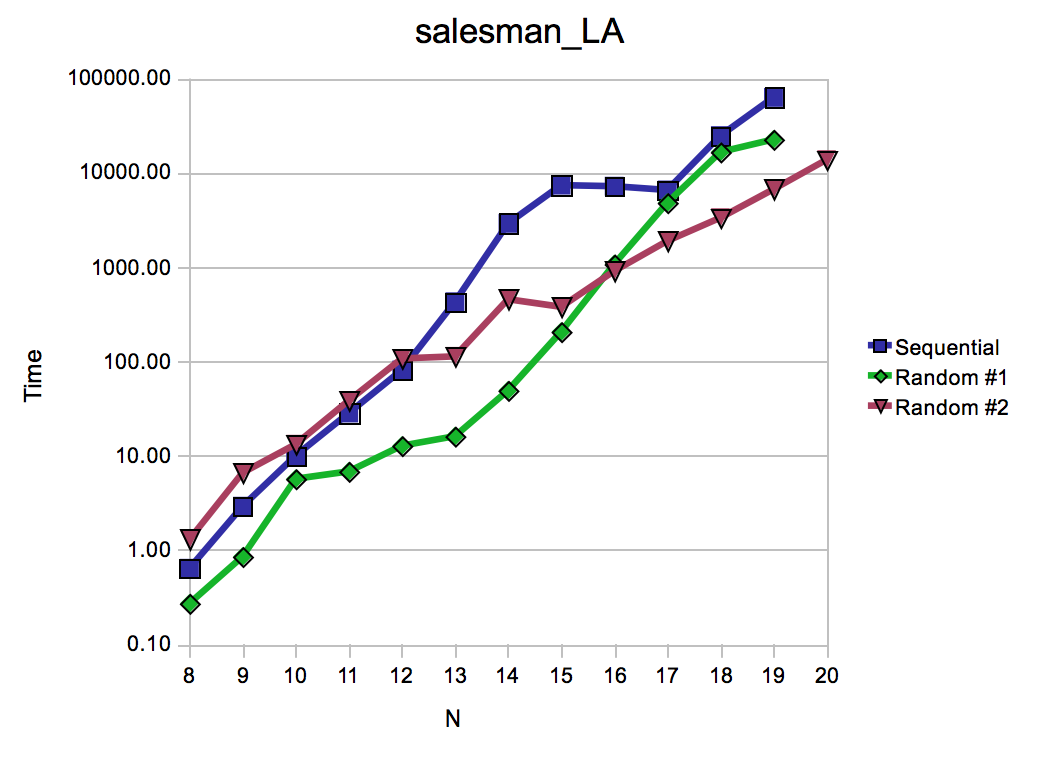 salesman_LA
100000.00
10000.00
1000.00
100.00
10.00
1.00
0.10
Time
8 9 10 11 12 13 14 15 16 17 18 19 20
N
Sequential
Random #1
Random #2